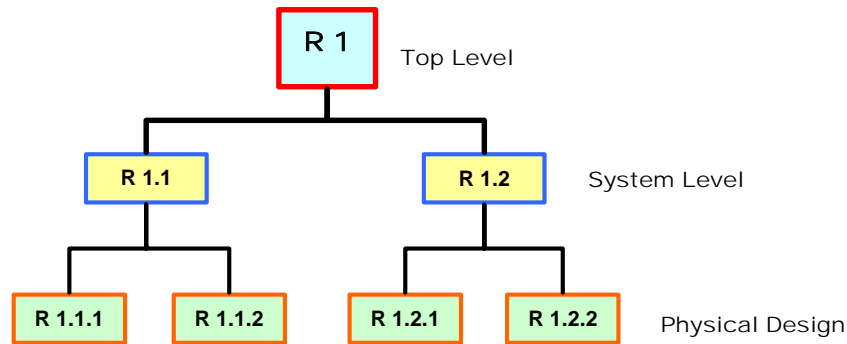 R 1
Top Level
R 1.1
R 1.2
System Level
R 1.1.1
R 1.1.2
R 1.2.1
R 1.2.2
Physical Design